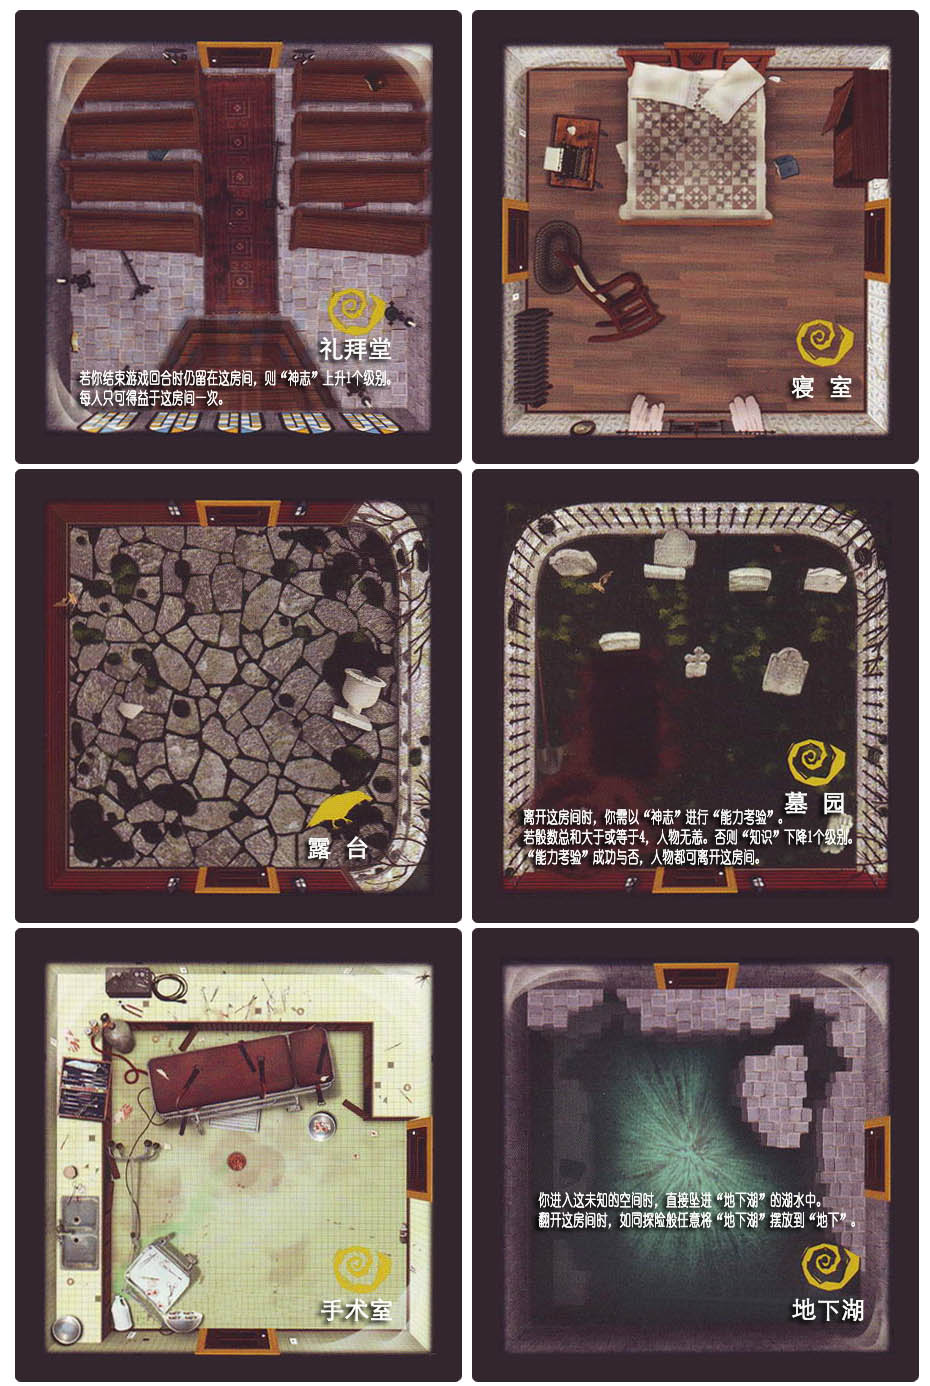 礼拜堂
若你结束游戏回合时仍留在这房间，则“神志”上升1个级别。
每人只可得益于这房间一次。
寝 室
露 台
墓 园
离开这房间时，你需以“神志”进行“能力考验”。
若骰数总和大于或等于4，人物无恙。否则“知识”下降1个级别。
“能力考验”成功与否，人物都可离开这房间。
手术室
你进入这未知的空间时，直接坠进“地下湖”的湖水中。
翻开这房间时，如同探险般任意将“地下湖”摆放到“地下”。
地下湖